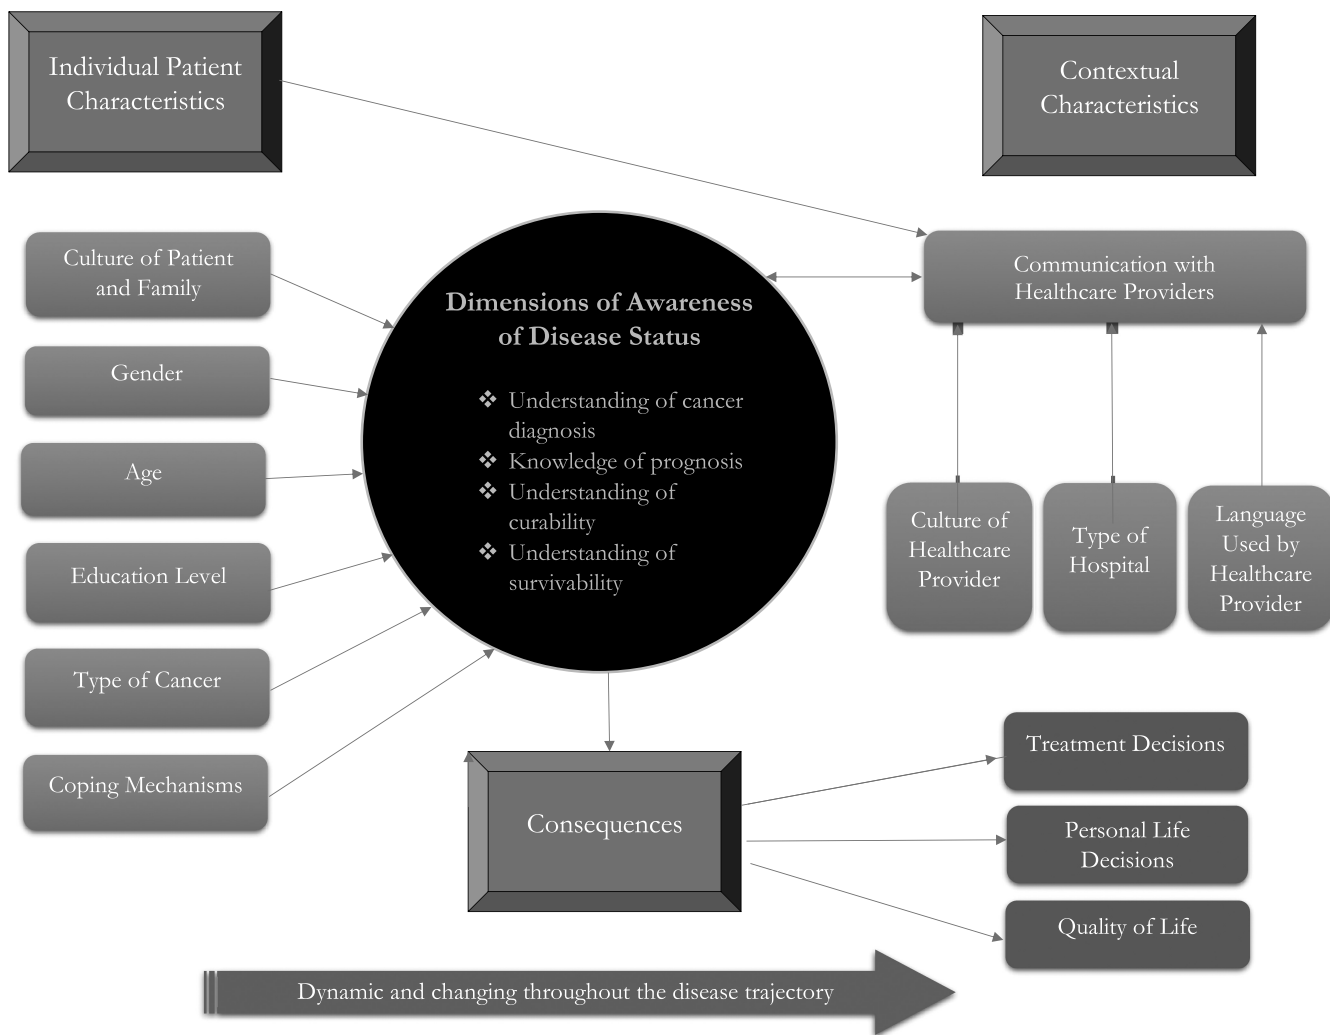 Individual Patient
Characteristics
Contextual
Characteristics
Culture of Patient
and Family
Gender
Age
Education Level
Type of Cancer
Coping Mechanisms
Dimensions of Awareness
of Disease Status
❖ Understanding of cancer
diagnosis
❖ Knowledge of prognosis
❖ Understanding of
curability
❖ Understanding of
survivability
Communication with
Healthcare Providers
Culture of
Healthcare
Provider
Type of
Hospital
Language
Used by
Healthcare
Provider
Consequences
Treatment Decisions
Personal Life
Decisions
Quality of Life
Dynamic and changing throughout the disease trajectory